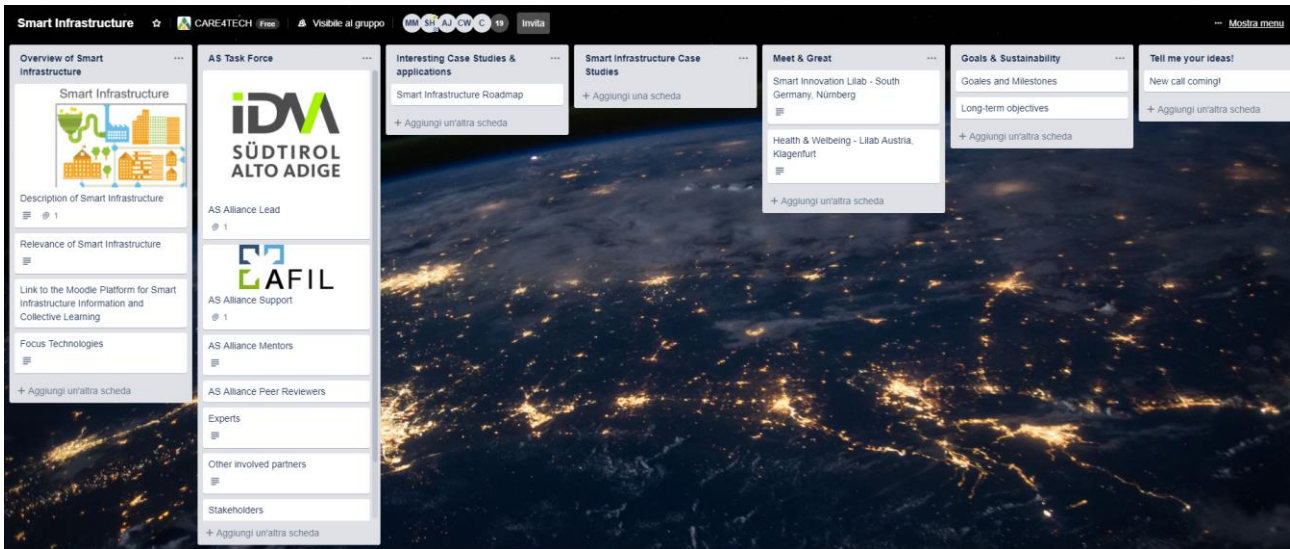 Smart Infrastructure
CARE4TECH Free
Visibile al gruppo
MM SH AJ CW C 19
Invita
··· Mostra menu
Overview of Smart
Infrastructure
Smart Infrastructure
Description of Smart Infrastructure
1
Relevance of Smart Infrastructure
Link to the Moodle Platform for Smart
Infrastructure Information and
Collective Learning
Focus Technologies
+ Aggiungi un'altra scheda
AS Task Force
IDM
SÜDTIROL
ALTO ADIGE
AS Alliance Lead
1
AFIL
AS Alliance Support
1
AS Alliance Mentors
AS Alliance Peer Reviewers
Experts
Other involved partners
Stakeholders
+ Aggiungi un'altra scheda
Interesting Case Studies &
applications
Smart Infrastructure Roadmap
+ Aggiungi un'altra scheda
Smart Infrastructure Case
Studies
+ Aggiungi una scheda
Meet & Great
Smart Innovation Lilab - South
Germany, Nürnberg
Health & Welbeing - Lilab Austria,
Klagenfurt
+ Aggiungi un'altra scheda
Goals & Sustainability
Goales and Milestones
Long-term objectives
+ Aggiungi un'altra scheda
Tell me your ideas!
New call coming!
+ Aggiungi un'altra scheda